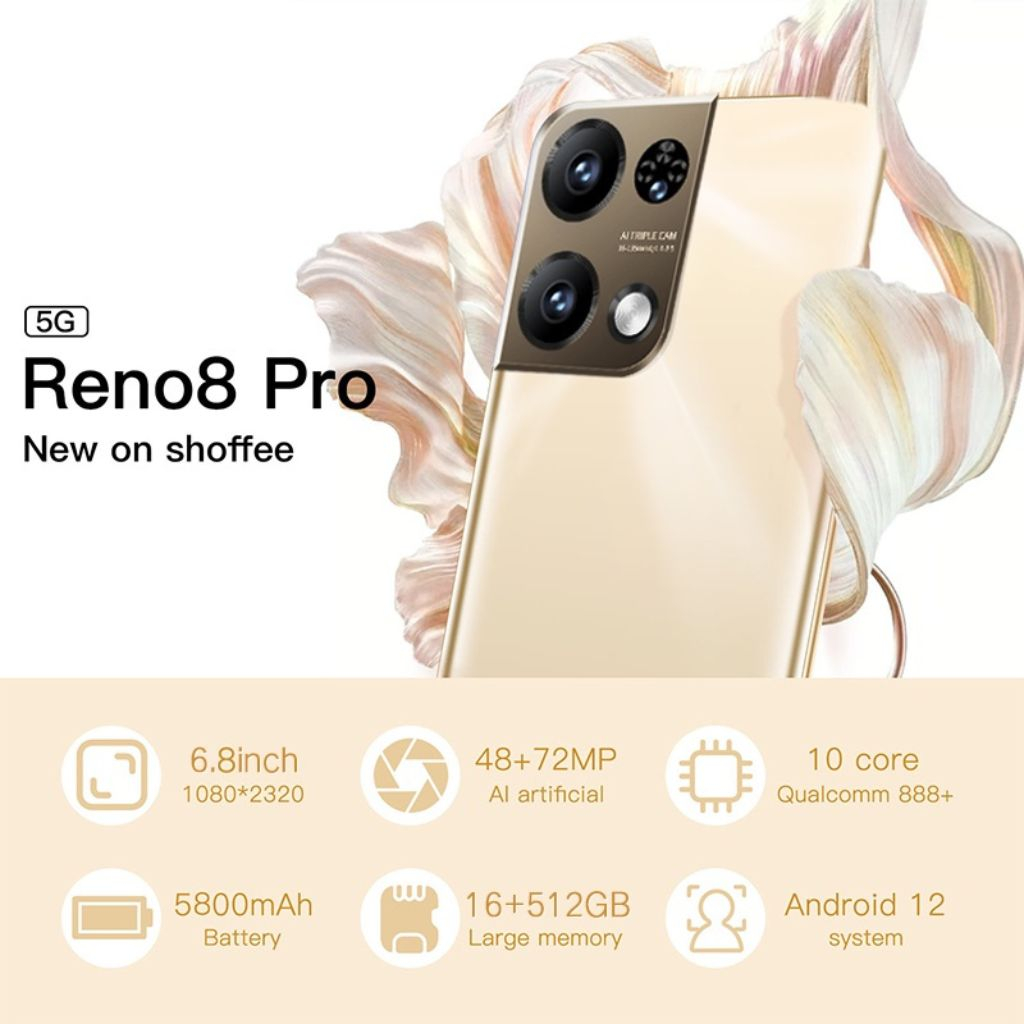 5G
Reno8 Pro
New on shoffee
AI TRIPLE CAM
6.8inch
1080*2320
48+72MP
AI artificial
10 core
Qualcomm 888+
5800mAh
Battery
16+512GB
Large memory
Android 12
system